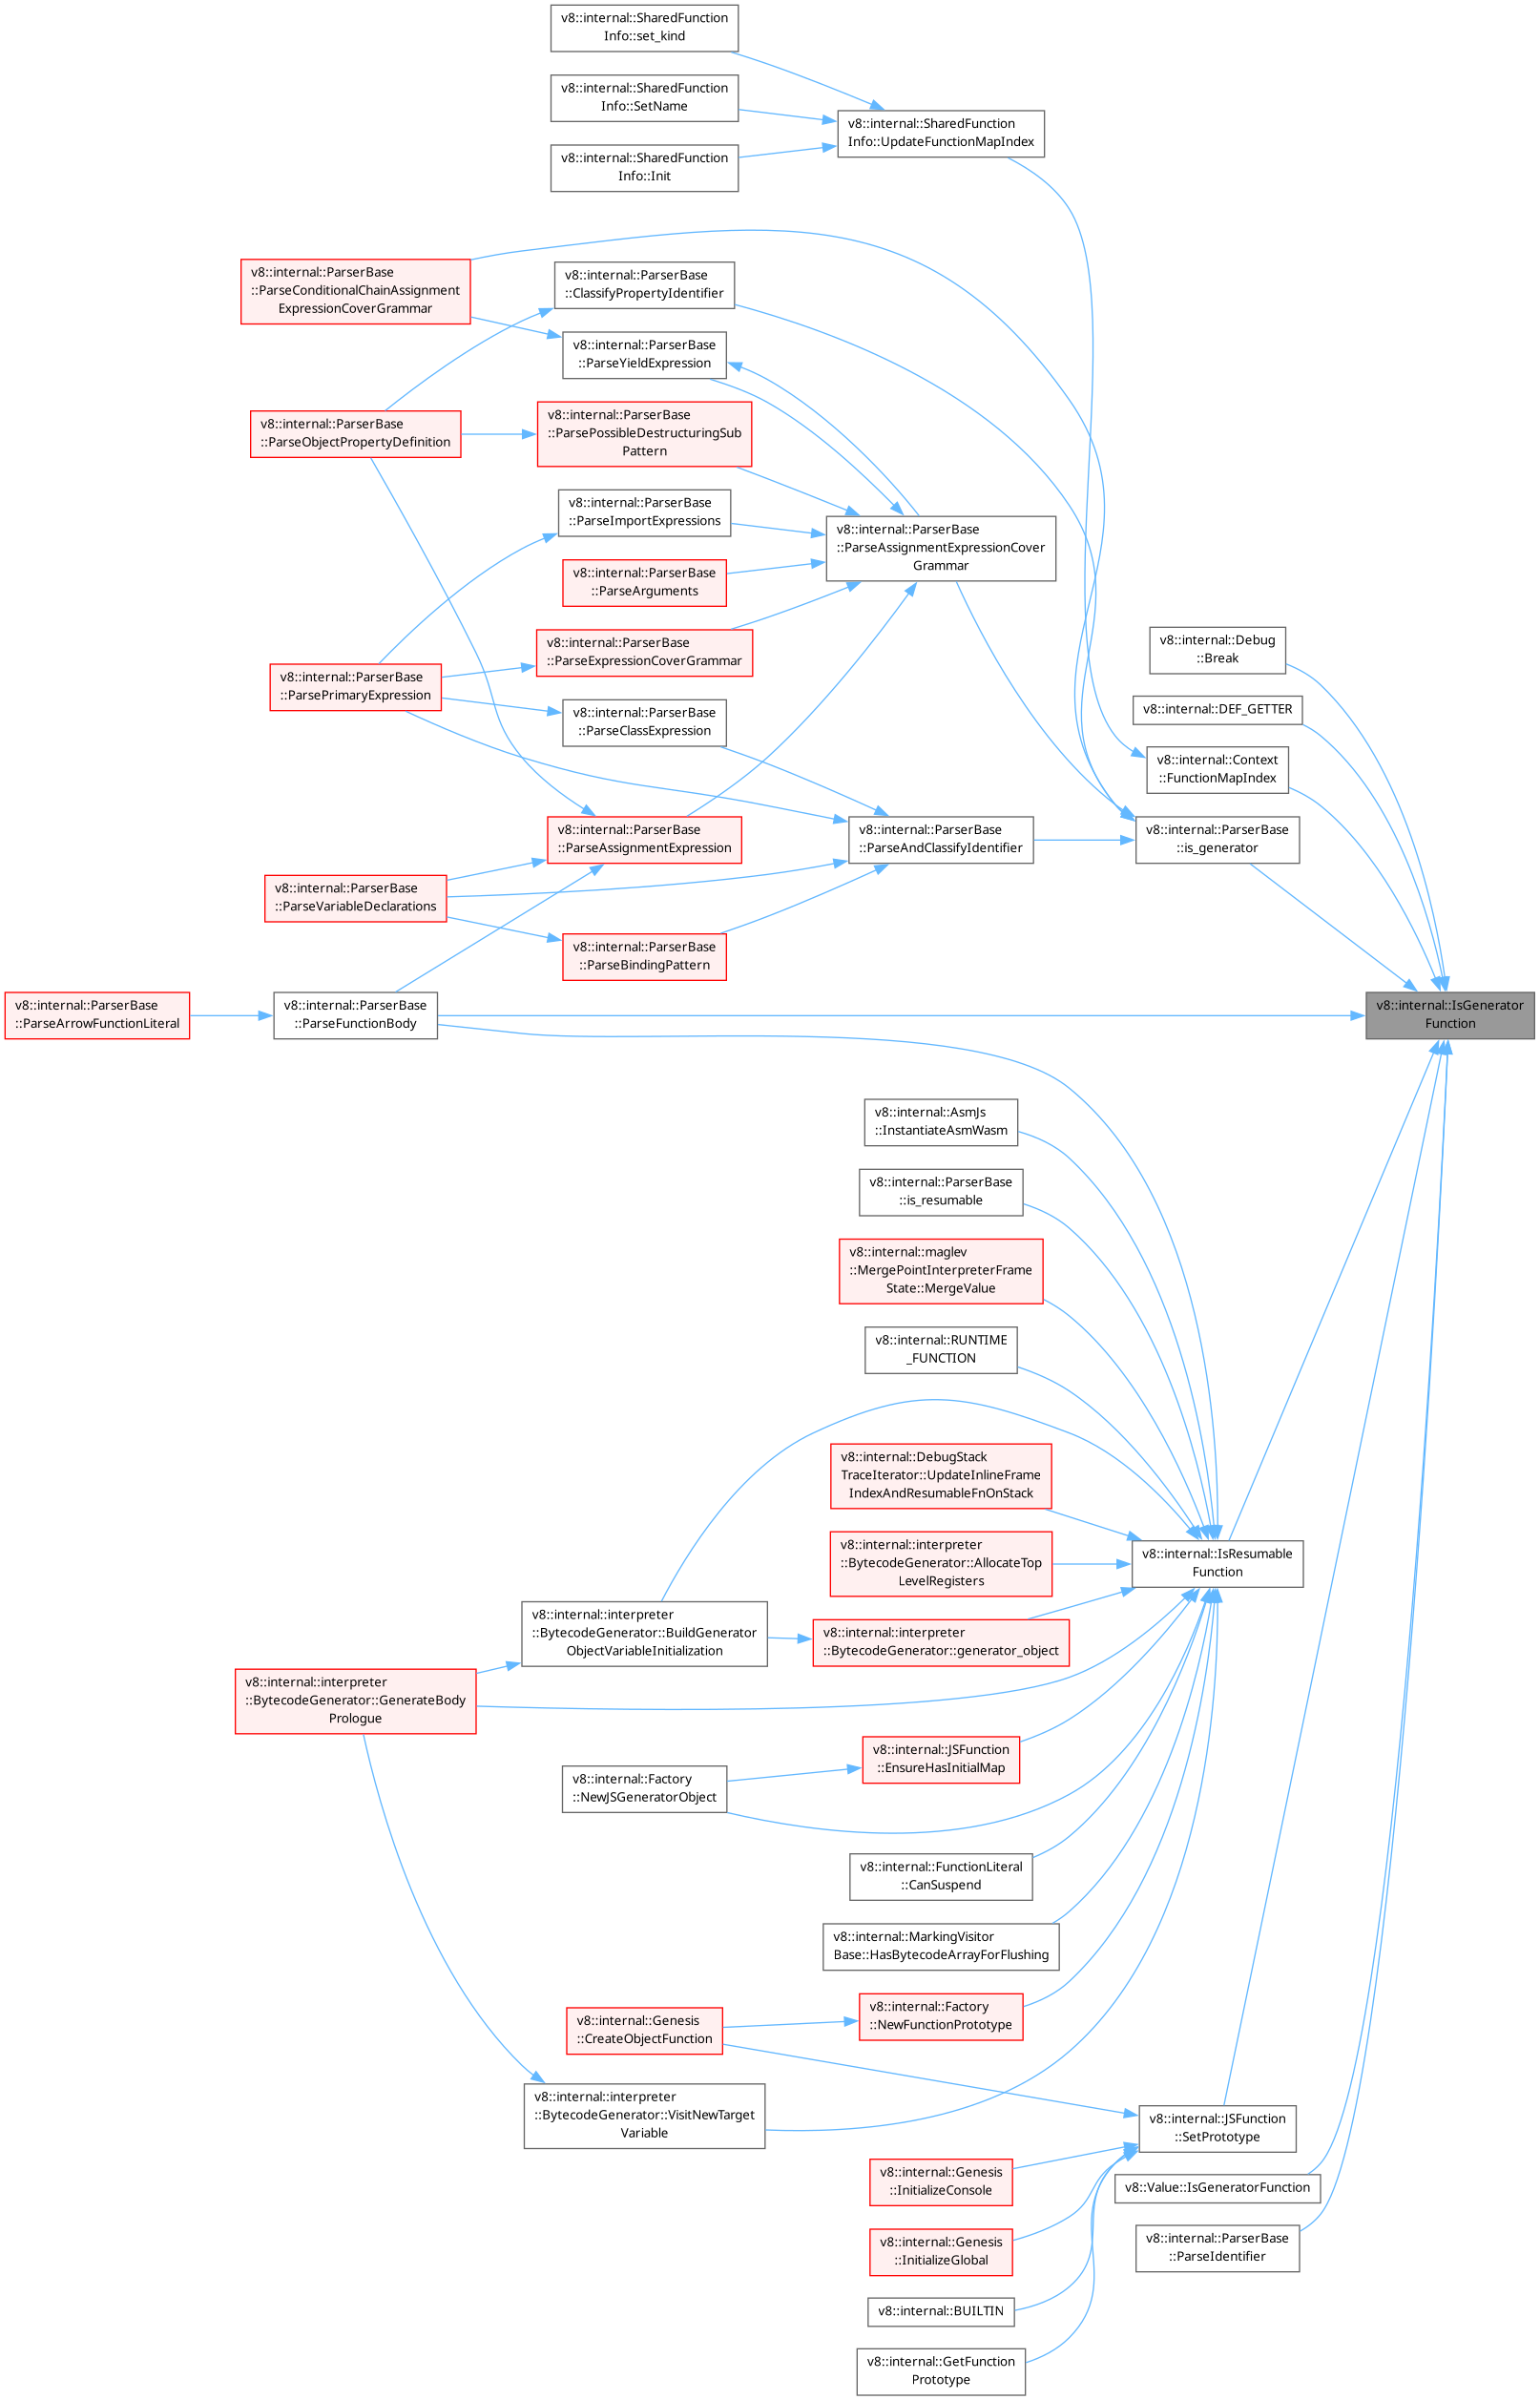 v8::internal::SharedFunction
Info::set_kind
v8::internal::SharedFunction
Info::SetName
v8::internal::SharedFunction
Info::UpdateFunctionMapIndex
v8::internal::SharedFunction
Info::Init
v8::internal::ParserBase
::ParseConditionalChainAssignment
ExpressionCoverGrammar
v8::internal::ParserBase
::ClassifyPropertyIdentifier
v8::internal::ParserBase
::ParseYieldExpression
v8::internal::ParserBase
::ParseObjectPropertyDefinition
v8::internal::ParserBase
::ParsePossibleDestructuringSub
Pattern
v8::internal::ParserBase
::ParseImportExpressions
v8::internal::ParserBase
::ParseAssignmentExpressionCover
Grammar
v8::internal::ParserBase
::ParseArguments
v8::internal::ParserBase
::ParseExpressionCoverGrammar
v8::internal::ParserBase
::ParsePrimaryExpression
v8::internal::ParserBase
::ParseClassExpression
v8::internal::Debug
::Break
v8::internal::DEF_GETTER
v8::internal::Context
::FunctionMapIndex
v8::internal::ParserBase
::ParseAssignmentExpression
v8::internal::ParserBase
::ParseAndClassifyIdentifier
v8::internal::ParserBase
::is_generator
v8::internal::ParserBase
::ParseVariableDeclarations
v8::internal::ParserBase
::ParseBindingPattern
v8::internal::ParserBase
::ParseArrowFunctionLiteral
v8::internal::ParserBase
::ParseFunctionBody
v8::internal::IsGenerator
Function
v8::internal::AsmJs
::InstantiateAsmWasm
v8::internal::ParserBase
::is_resumable
v8::internal::maglev
::MergePointInterpreterFrame
State::MergeValue
v8::internal::RUNTIME
_FUNCTION
v8::internal::DebugStack
TraceIterator::UpdateInlineFrame
IndexAndResumableFnOnStack
v8::internal::interpreter
::BytecodeGenerator::AllocateTop
LevelRegisters
v8::internal::IsResumable
Function
v8::internal::interpreter
::BytecodeGenerator::BuildGenerator
ObjectVariableInitialization
v8::internal::interpreter
::BytecodeGenerator::generator_object
v8::internal::interpreter
::BytecodeGenerator::GenerateBody
Prologue
v8::internal::JSFunction
::EnsureHasInitialMap
v8::internal::Factory
::NewJSGeneratorObject
v8::internal::FunctionLiteral
::CanSuspend
v8::internal::MarkingVisitor
Base::HasBytecodeArrayForFlushing
v8::internal::Factory
::NewFunctionPrototype
v8::internal::Genesis
::CreateObjectFunction
v8::internal::interpreter
::BytecodeGenerator::VisitNewTarget
Variable
v8::internal::JSFunction
::SetPrototype
v8::internal::Genesis
::InitializeConsole
v8::Value::IsGeneratorFunction
v8::internal::Genesis
::InitializeGlobal
v8::internal::ParserBase
::ParseIdentifier
v8::internal::BUILTIN
v8::internal::GetFunction
Prototype